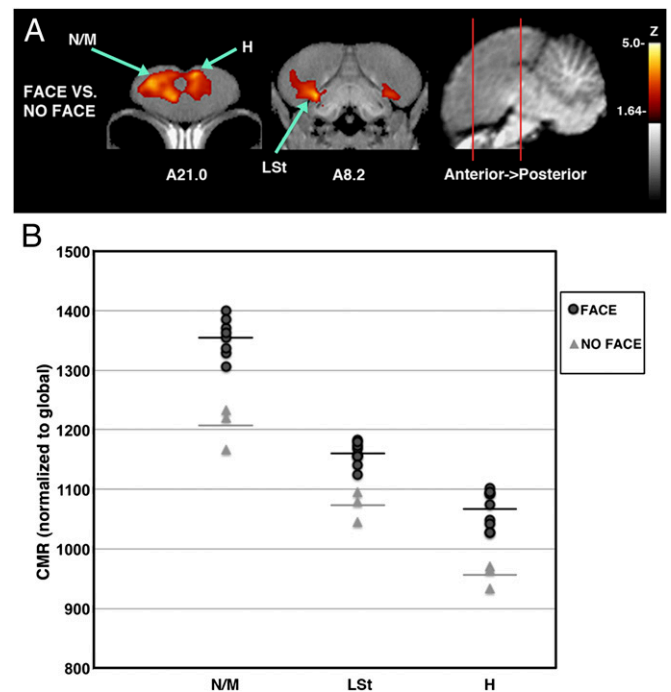 A
N/M
H
Z
5.0-
FACE VS.
NO FACE
1.64-
LSt
A21.0
A8.2
Anterior->Posterior
B
1500
1400
1300
1200
1100
1000
900
800
CMR (normalized to global)
FACE
NO FACE
N/M
LSt
H